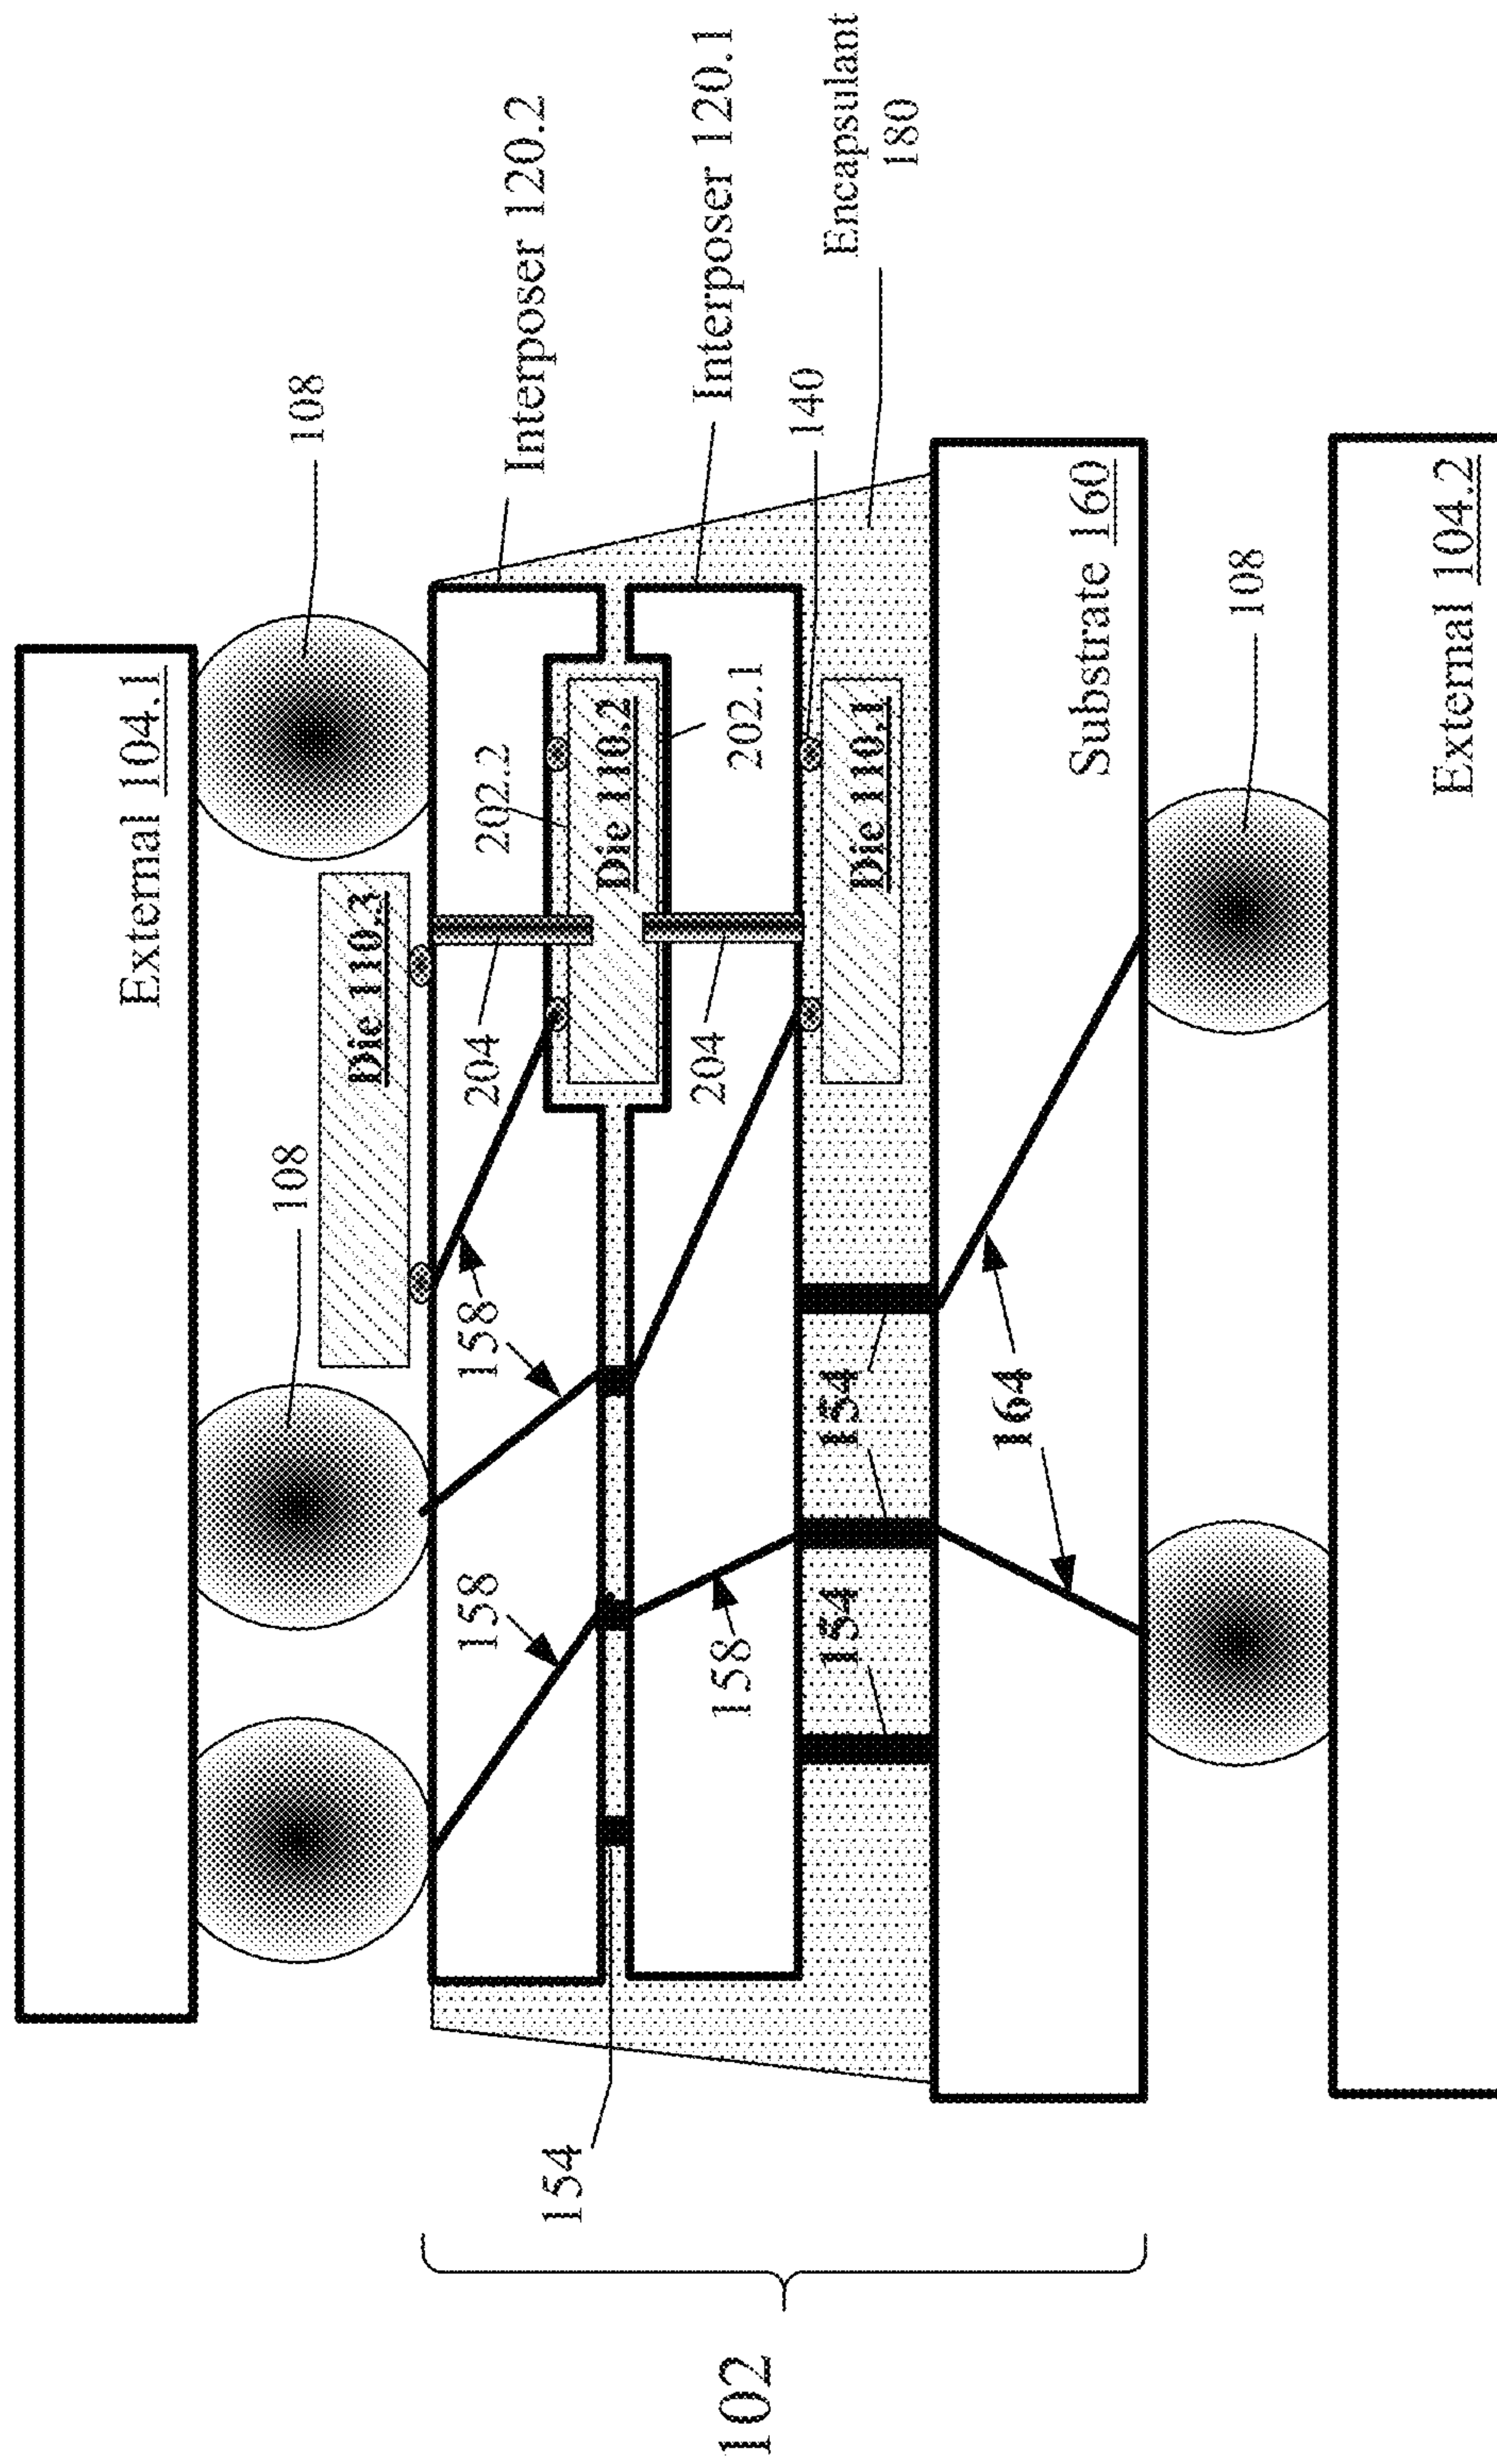 External 104.1
108
108
Die 110.3
Interposer 120.2
Interposer 120.1
Encapsulant
180
204
202.2
158
158
Die 110.2
202.1
204
158
140
Die 110.1
154
154
154
102
Substrate 160
164
108
External 104.2